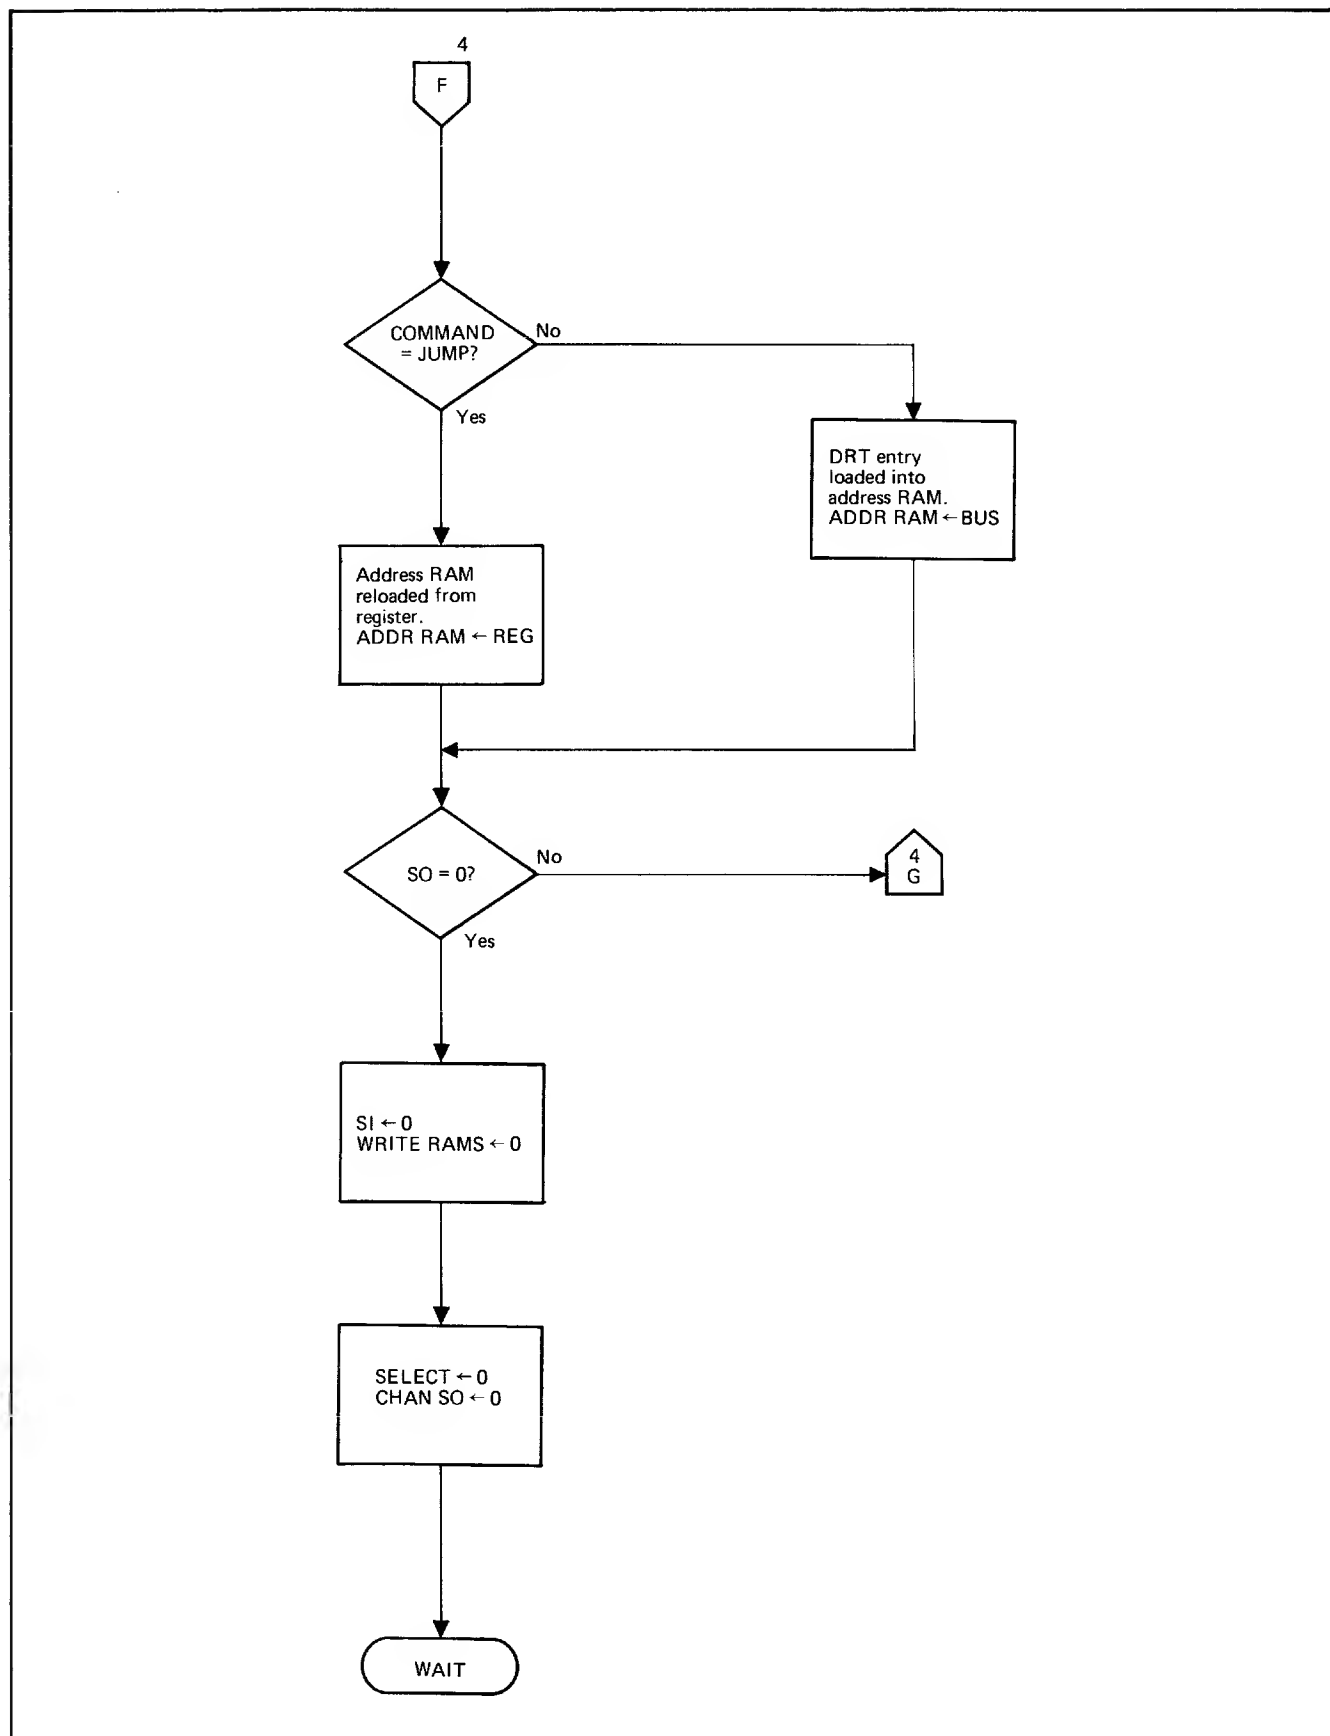 4
F
COMMAND
= JUMP?
No
Yes
DRT entry
loaded into
address RAM.
ADDR RAM ← BUS
Address RAM
reloaded from
register.
ADDR RAM ← REG
SO = 0?
No
4
G
Yes
SI ← 0
WRITE RAMS ← 0
SELECT ← 0
CHAN SO ← 0
WAIT